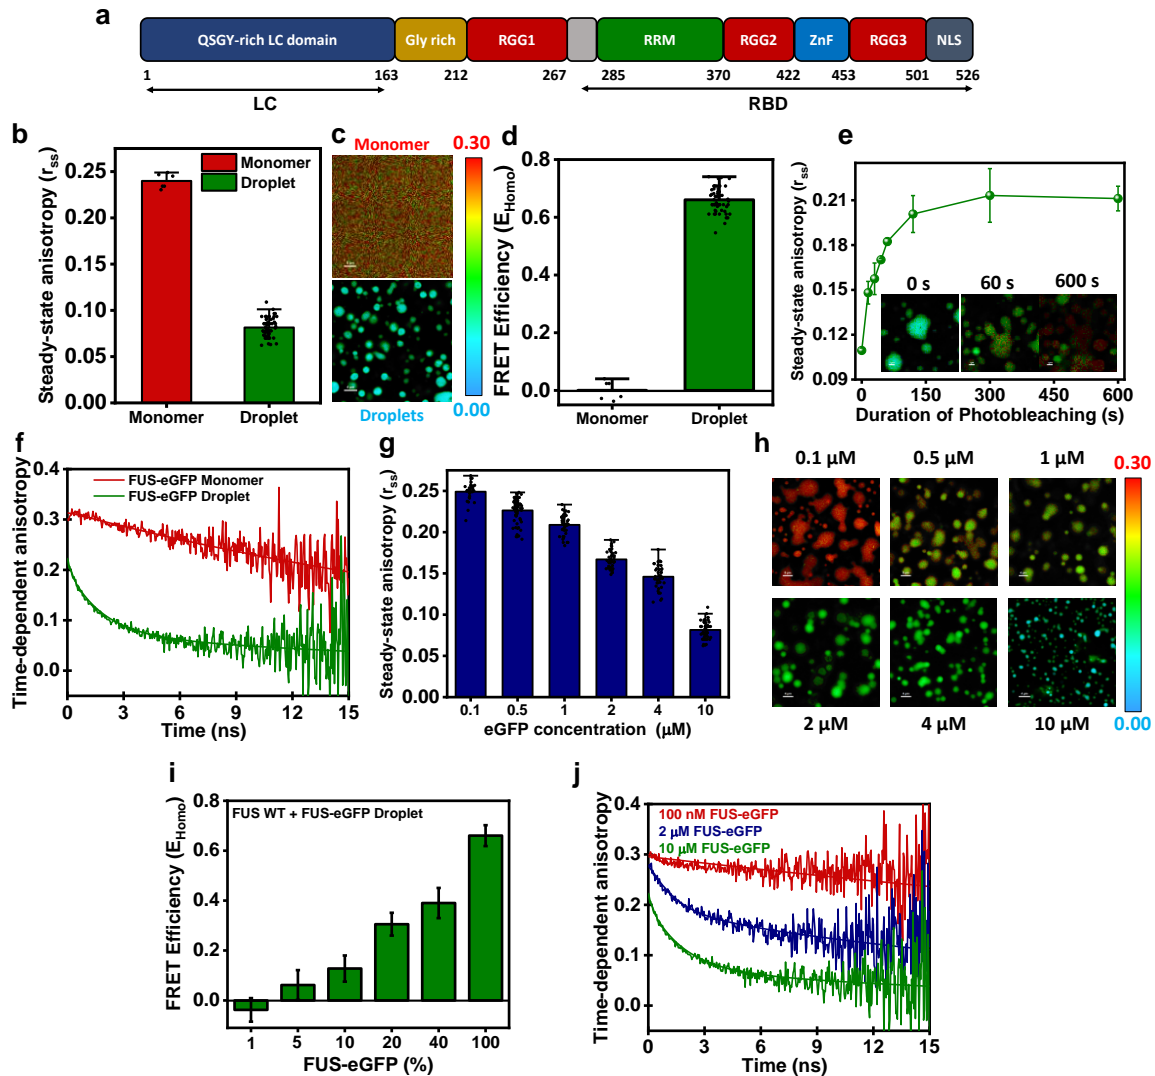 a
QSGY-rich LC domain Gly rich RGG1 RRM RGG2 ZnF RGG3 NLS
1 163 212 267 285 370 422 453 501 526
LC RBD
b
Steady-state anisotropy (rss)
0.25
0.20
0.15
0.10
0.05
0.00
Monomer
Droplet
Monomer Droplet
c
Monomer
0.30
Droplets
0.00
d
FRET Efficiency (EHomo)
0.8
0.6
0.4
0.2
0.0
Monomer Droplet
e
Steady-state anisotropy (rss)
0.21
0.18
0.15
0.12
0.09
0 s 60 s 600 s
0 150 300 450 600
Duration of Photobleaching (s)
f
Time-dependent anisotropy
0.4
0.3
0.2
0.1
0.0
FUS-eGFP Monomer
FUS-eGFP Droplet
0 3 6 9 12 15
Time (ns)
g
Steady-state anisotropy (rss)
0.25
0.20
0.15
0.10
0.05
0.00
0.1 0.5 1 2 4 10
eGFP concentration (µM)
h
0.1 µM 0.5 µM 1 µM
0.30
2 µM 4 µM 10 µM
0.00
i
FRET Efficiency (EHomo)
0.8
0.6
0.4
0.2
0.0
FUS WT + FUS-eGFP Droplet
1 5 10 20 40 100
FUS-eGFP (%)
j
Time-dependent anisotropy
0.4
0.3
0.2
0.1
0.0
100 nM FUS-eGFP
2 µM FUS-eGFP
10 µM FUS-eGFP
0 3 6 9 12 15
Time (ns)